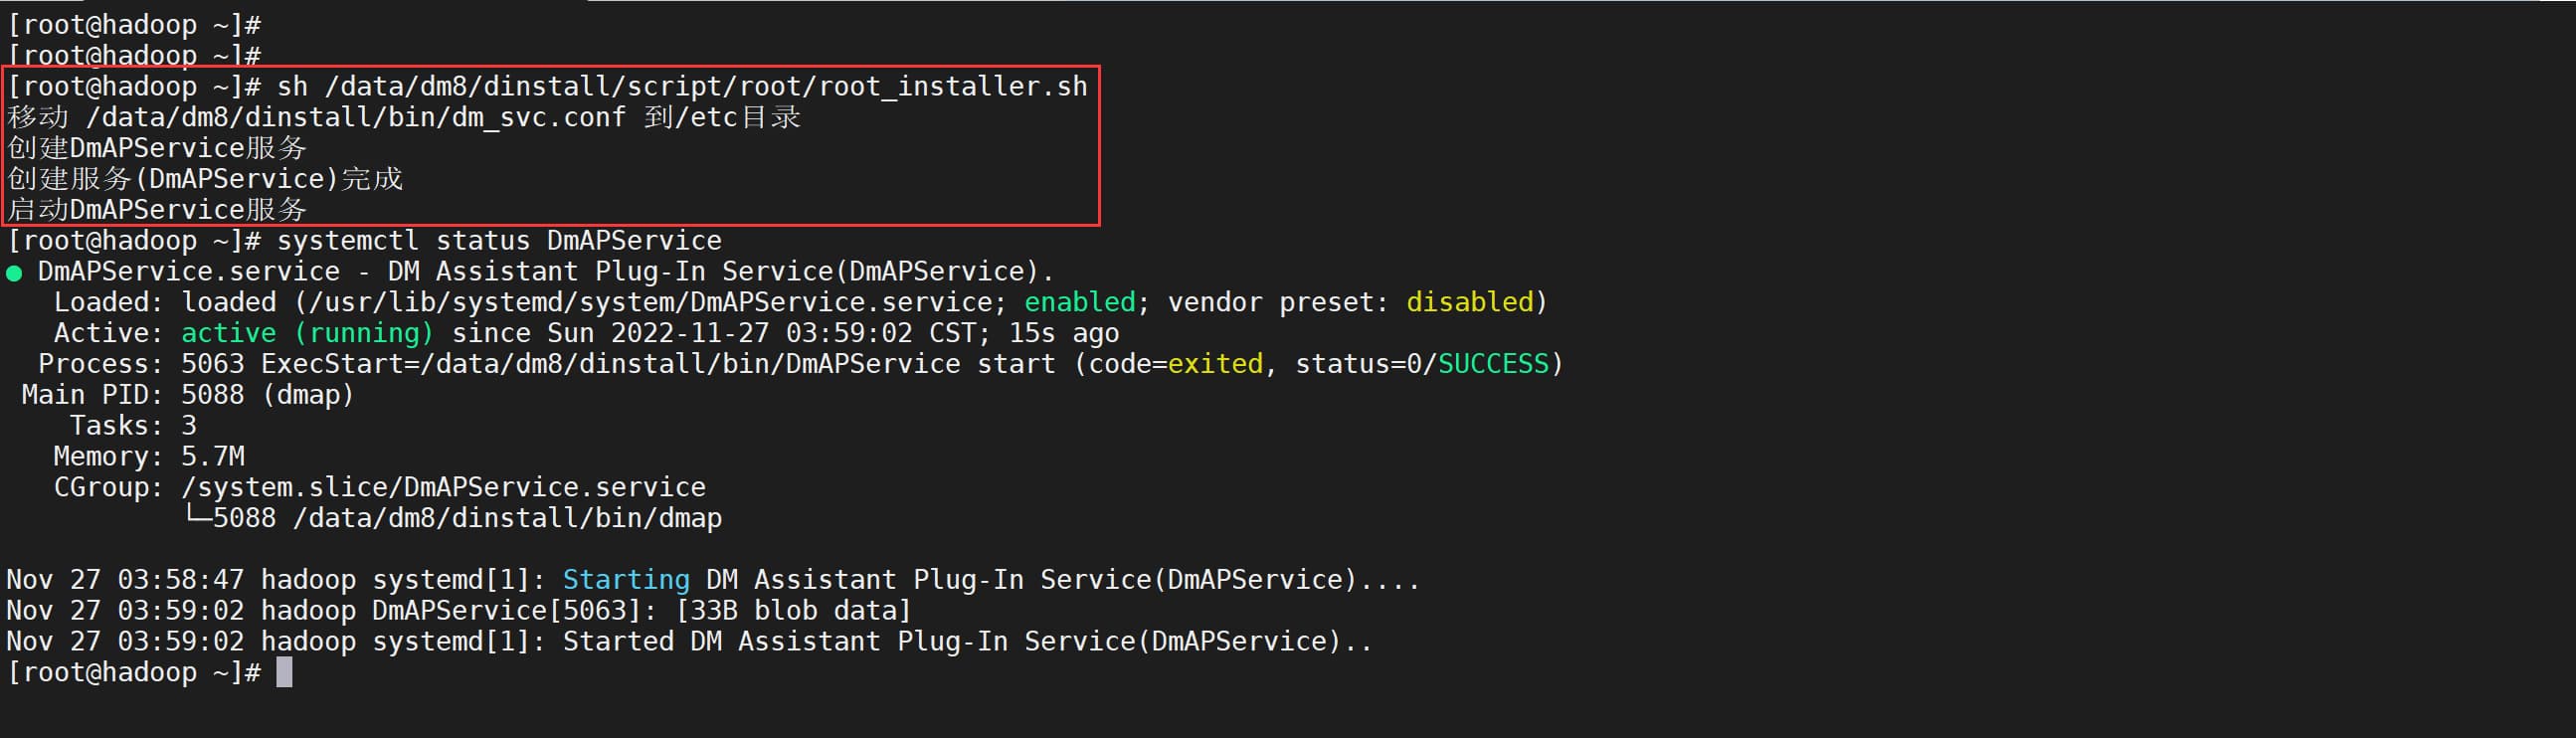 [root@hadoop ~]#
[root@hadoop ~]#
[root@hadoop ~]# sh /data/dm8/dinstall/script/root/root_installer.sh
移动 /data/dm8/dinstall/bin/dm_svc.conf 到/etc目录
创建DmAPService服务
创建服务(DmAPService)完成
启动DmAPService服务
[root@hadoop ~]# systemctl status DmAPService
● DmAPService.service - DM Assistant Plug-In Service(DmAPService).
   Loaded: loaded (/usr/lib/systemd/system/DmAPService.service; enabled; vendor preset: disabled)
   Active: active (running) since Sun 2022-11-27 03:59:02 CST; 15s ago
  Process: 5063 ExecStart=/data/dm8/dinstall/bin/DmAPService start (code=exited, status=0/SUCCESS)
 Main PID: 5088 (dmap)
    Tasks: 3
   Memory: 5.7M
   CGroup: /system.slice/DmAPService.service
           └─5088 /data/dm8/dinstall/bin/dmap

Nov 27 03:58:47 hadoop systemd[1]: Starting DM Assistant Plug-In Service(DmAPService)....
Nov 27 03:59:02 hadoop DmAPService[5063]: [33B blob data]
Nov 27 03:59:02 hadoop systemd[1]: Started DM Assistant Plug-In Service(DmAPService)..
[root@hadoop ~]#